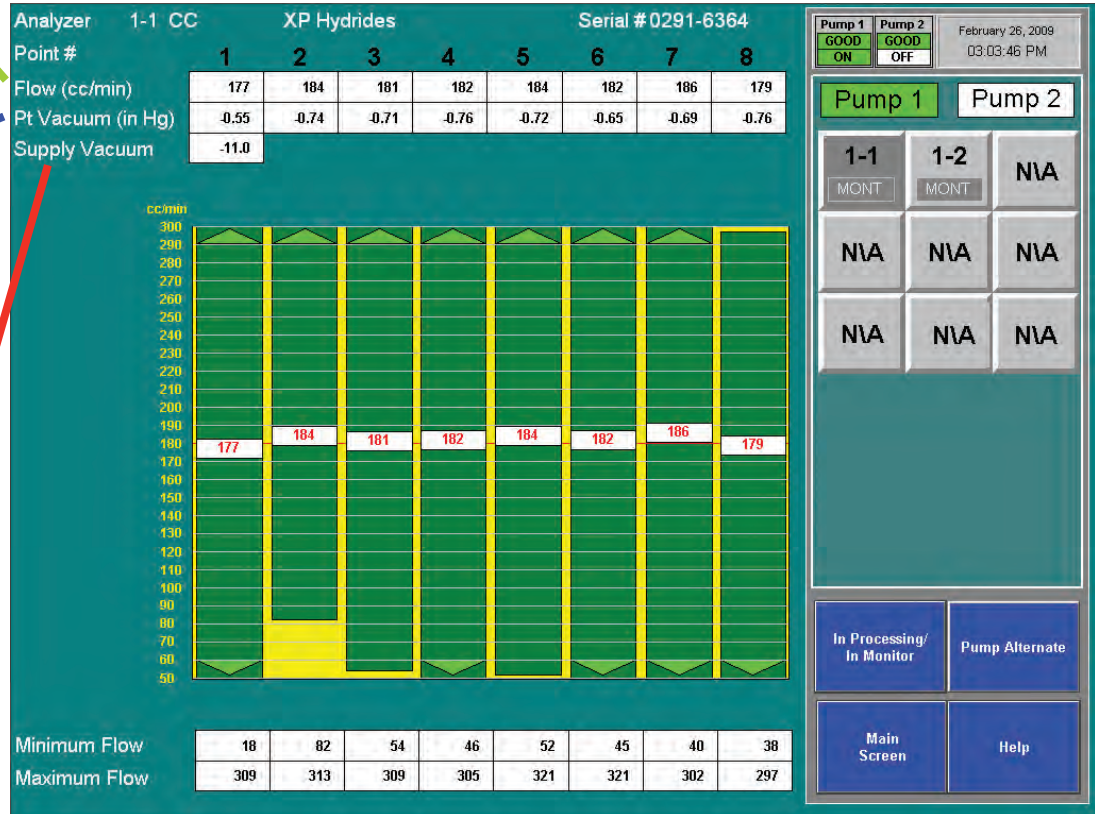 Analyzer 1-1 CC XP Hydrides Serial # 0291-6364
Point # 1 2 3 4 5 6 7 8
Flow (cc/min) 177 184 181 182 184 182 186 179
Pt Vacuum (in Hg) -0.55 -0.74 -0.71 -0.76 -0.72 -0.65 -0.69 -0.76
Supply Vacuum -11.0
cc/min
300
290
280
270
260
250
240
230
220
210
200
190
180
170
160
150
140
130
120
110
100
90
80
70
60
50
177 184 181 182 184 182 186 179
Minimum Flow 18 82 54 46 52 45 40 38
Maximum Flow 309 313 309 305 321 321 302 297
Pump 1 Pump 2
GOOD GOOD
ON OFF
February 26, 2009
03:03:46 PM
Pump 1 Pump 2
1-1 1-2 N\A
MONT MONT
N\A N\A N\A
N\A N\A N\A
In Processing/
In Monitor
Pump Alternate
Main
Screen
Help